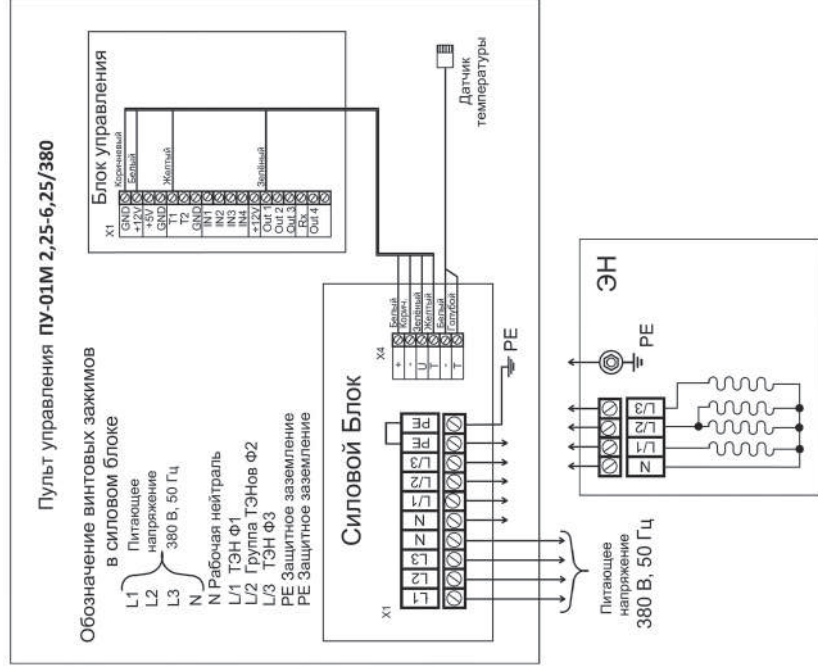 Пульт управления ПУ-01М 2,25-6,25/380
Обозначение винтовых зажимов
в силовом блоке
L1
L2
L3
N
Питающее
напряжение
380 В, 50 Гц
N Рабочая нейтраль
L/1 ТЭН Ф1
L/2 Группа ТЭНов Ф2
L/3 ТЭН Ф3
PE Защитное заземление
PE Защитное заземление
Блок управления
X1
GND
+12V
+5V
GND
T1
T2
GND
IN1
IN2
IN3
IN4
+12V
Out 1
Out 2
Out 3
Rx
Out 4
Коричневый
Белый
Желтый
Зелёный
Силовой Блок
X1
L1
L2
L3
N
N
L/1
L/2
L/3
PE
PE
X4
+
-
U
T
-
T
Белый
Корич.
Зелёный
Желтый
Белый
Голубой
PE
Датчик
температуры
Питающее
напряжение
380 В, 50 Гц
ЭН
N
L/1
L/2
L/3
PE